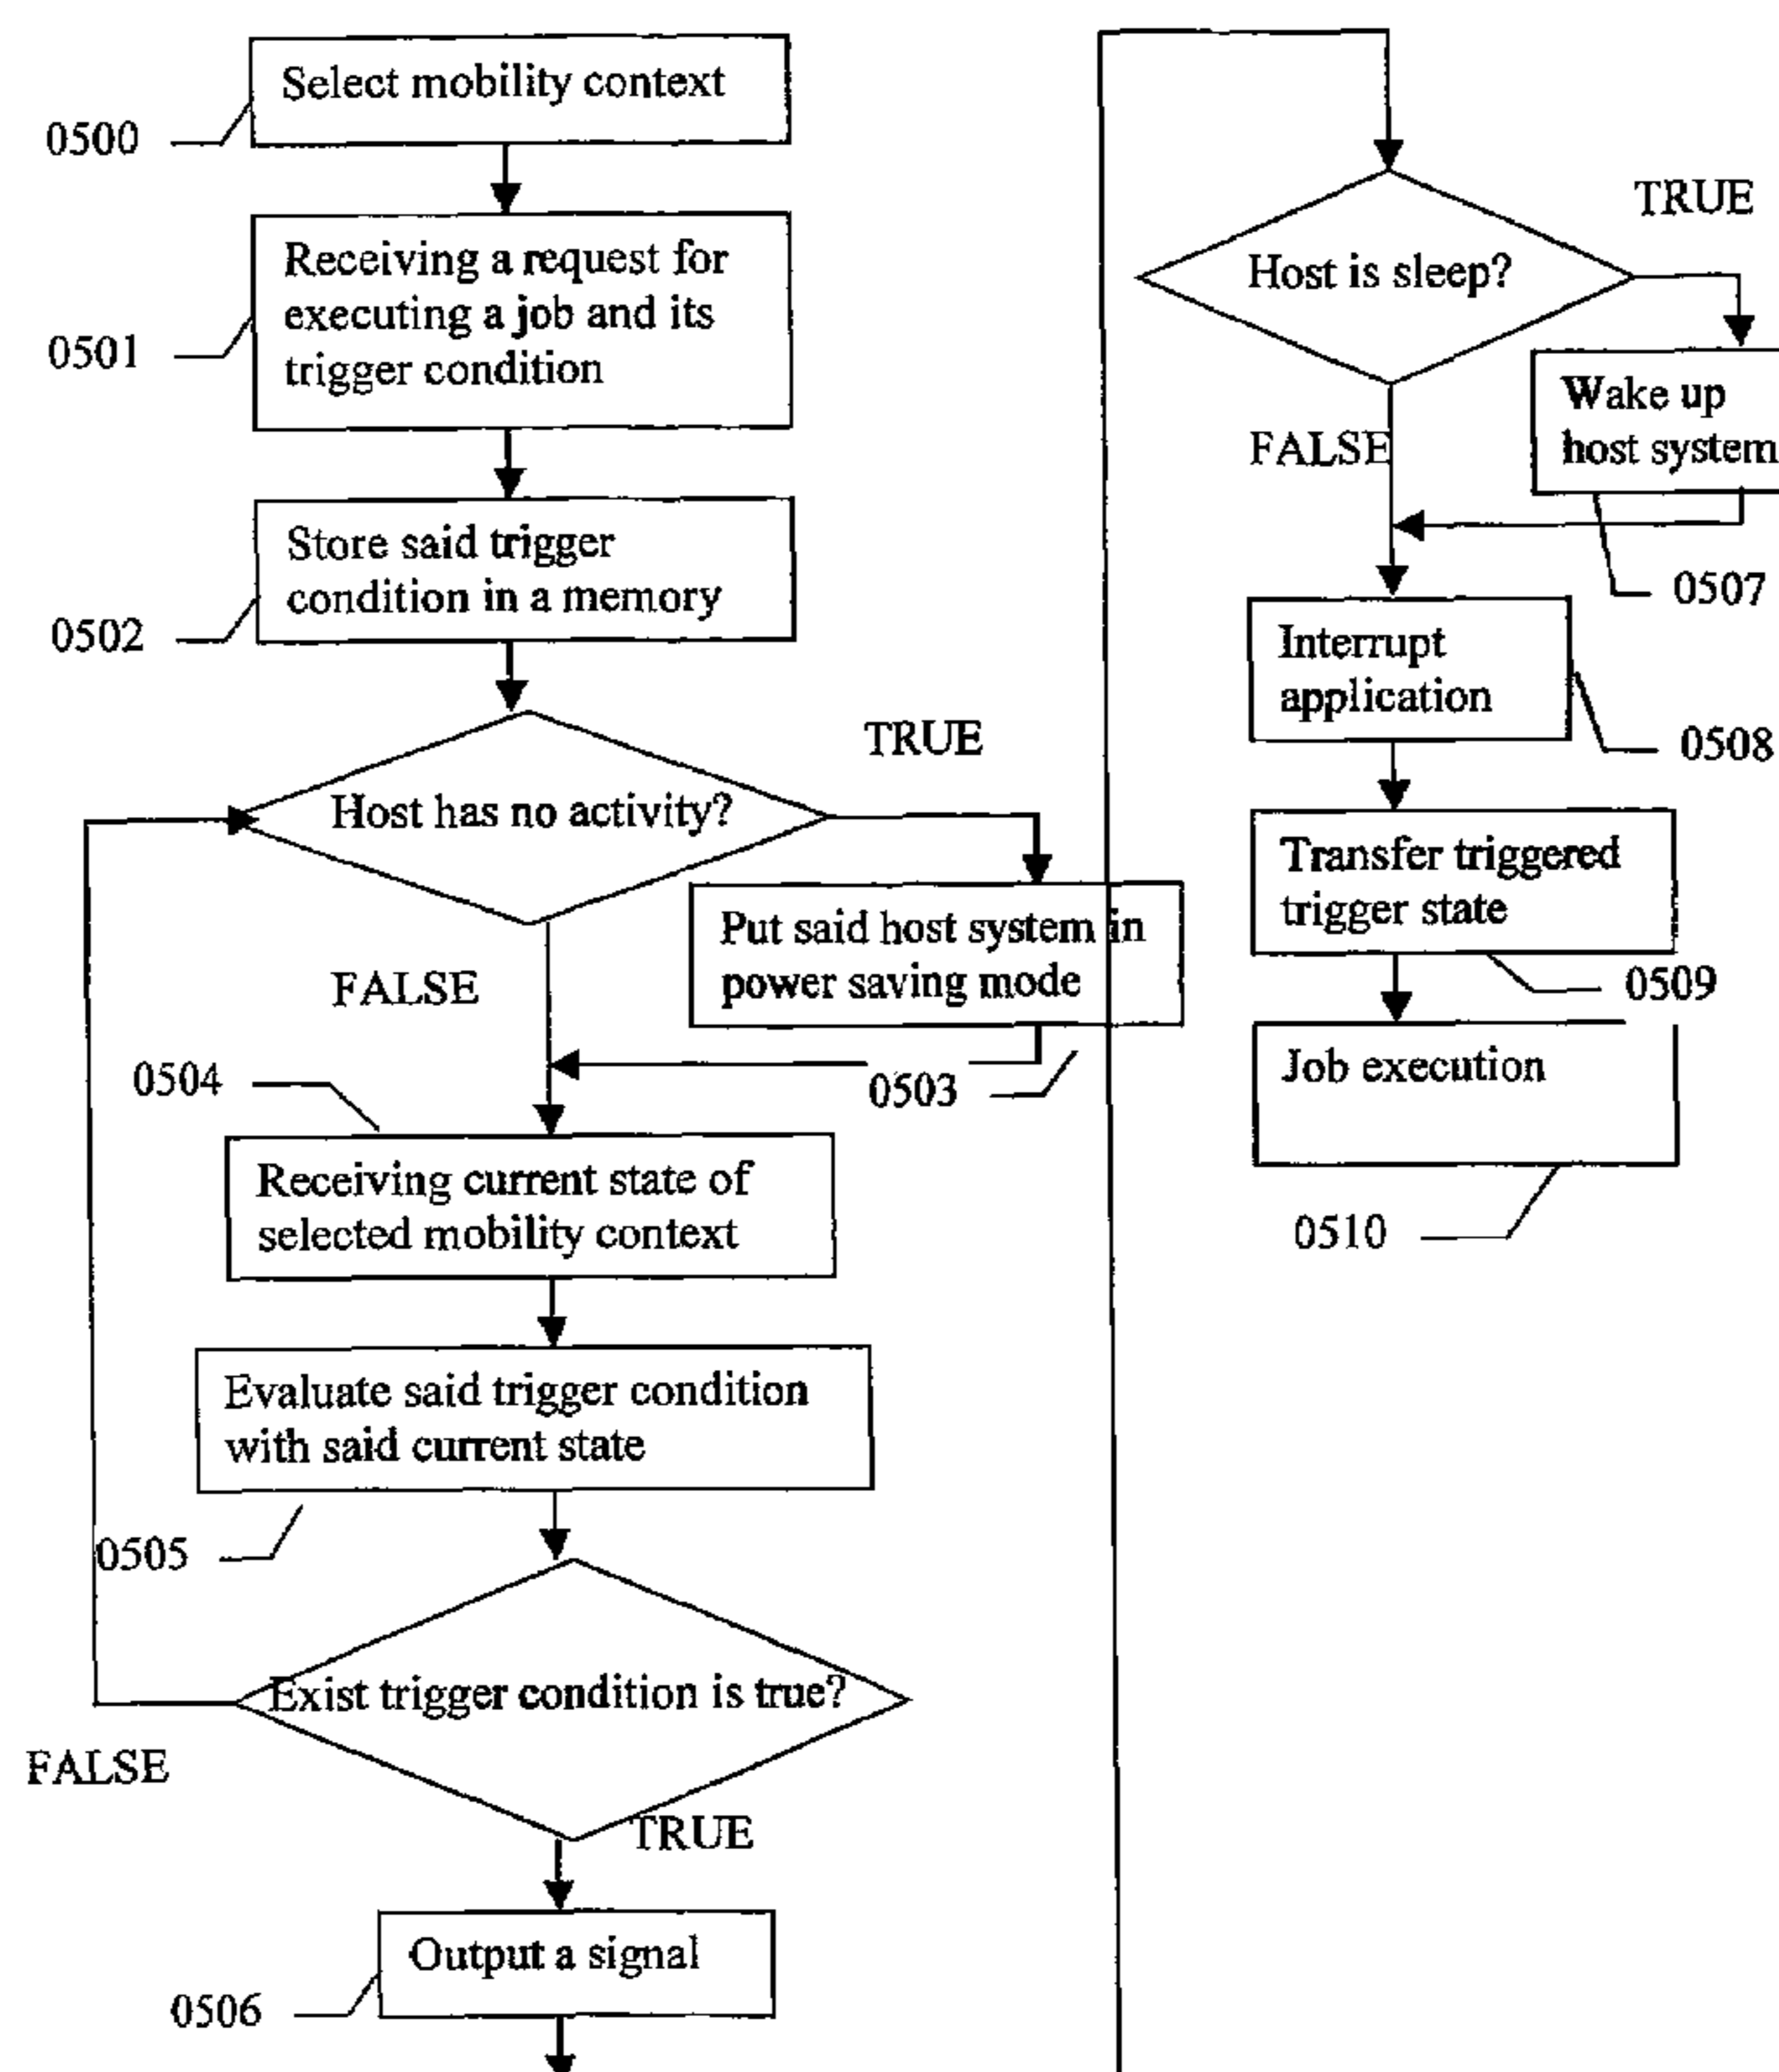 Select mobility context
0500
Receiving a request for
executing a job and its
trigger condition
0501
Store said trigger
condition in a memory
0502
Host has no activity?
TRUE
FALSE
Put said host system in
power saving mode
0503
0504
Receiving current state of
selected mobility context
Evaluate said trigger condition
with said current state
0505
Exist trigger condition is true?
FALSE
TRUE
Output a signal
0506
Host is sleep?
TRUE
FALSE
Wake up
host system
0507
Interrupt
application
0508
Transfer triggered
trigger state
0509
Job execution
0510